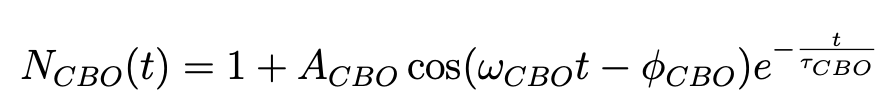 N_{CBO}(t) = 1 + A_{CBO} \cos(\omega_{CBO} t - \phi_{CBO}) e^{-\frac{t}{\tau_{CBO}}}